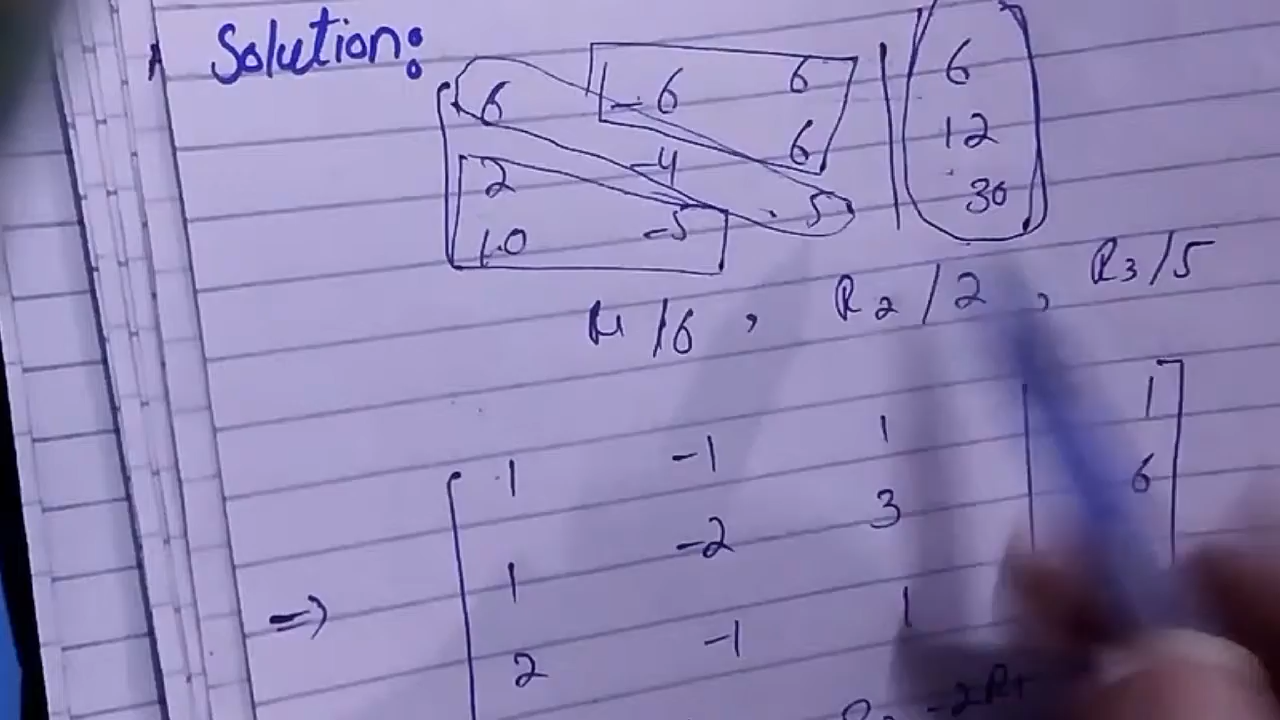 Solution:
6 -6 6 | 6
2 -4 6 | 12
10 -5 5 | 30
R1/6 , R2/2 , R3/5
1 -1 1 | 1
=> 1 -2 3 | 6
2 -1 1
-2R1